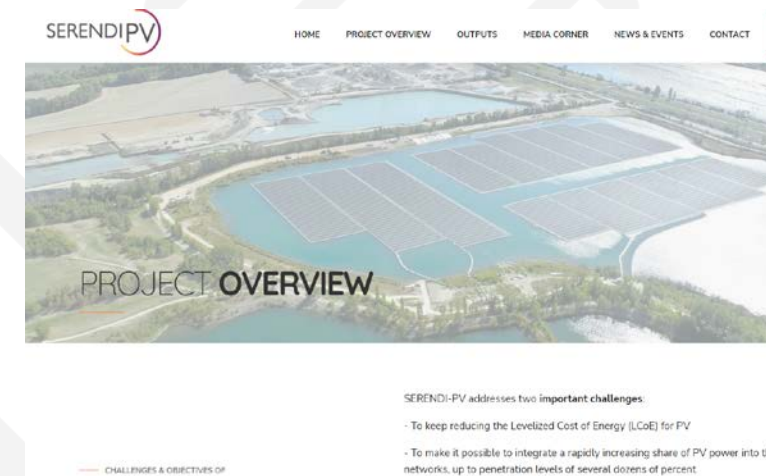 SERENDIPV
HOME PROJECT OVERVIEW OUTPUTS MEDIA CORNER NEWS & EVENTS CONTACT
PROJECT OVERVIEW
SERENDI-PV addresses two important challenges:
- To keep reducing the Levelized Cost of Energy (LCoE) for PV
- To make it possible to integrate a rapidly increasing share of PV power into
networks, up to penetration levels of several dozens of percent
CHALLENGES & OBJECTIVES OF